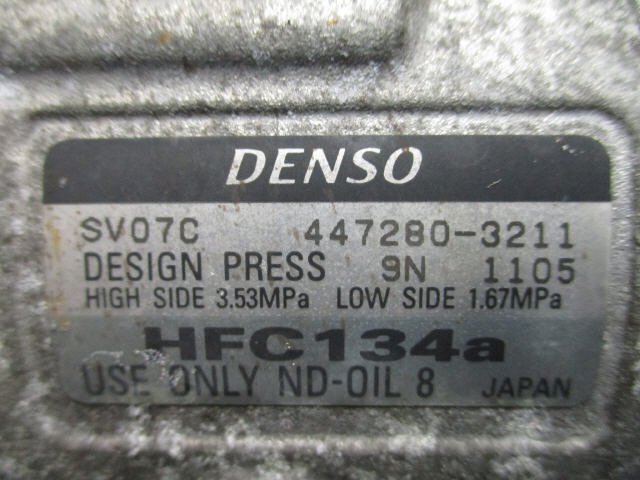 DENSO
SV07C 447280-3211
DESIGN PRESS 9N 1105
HIGH SIDE 3.53MPa LOW SIDE 1.67MPa
HFC134a
USE ONLY ND-OIL 8 JAPAN